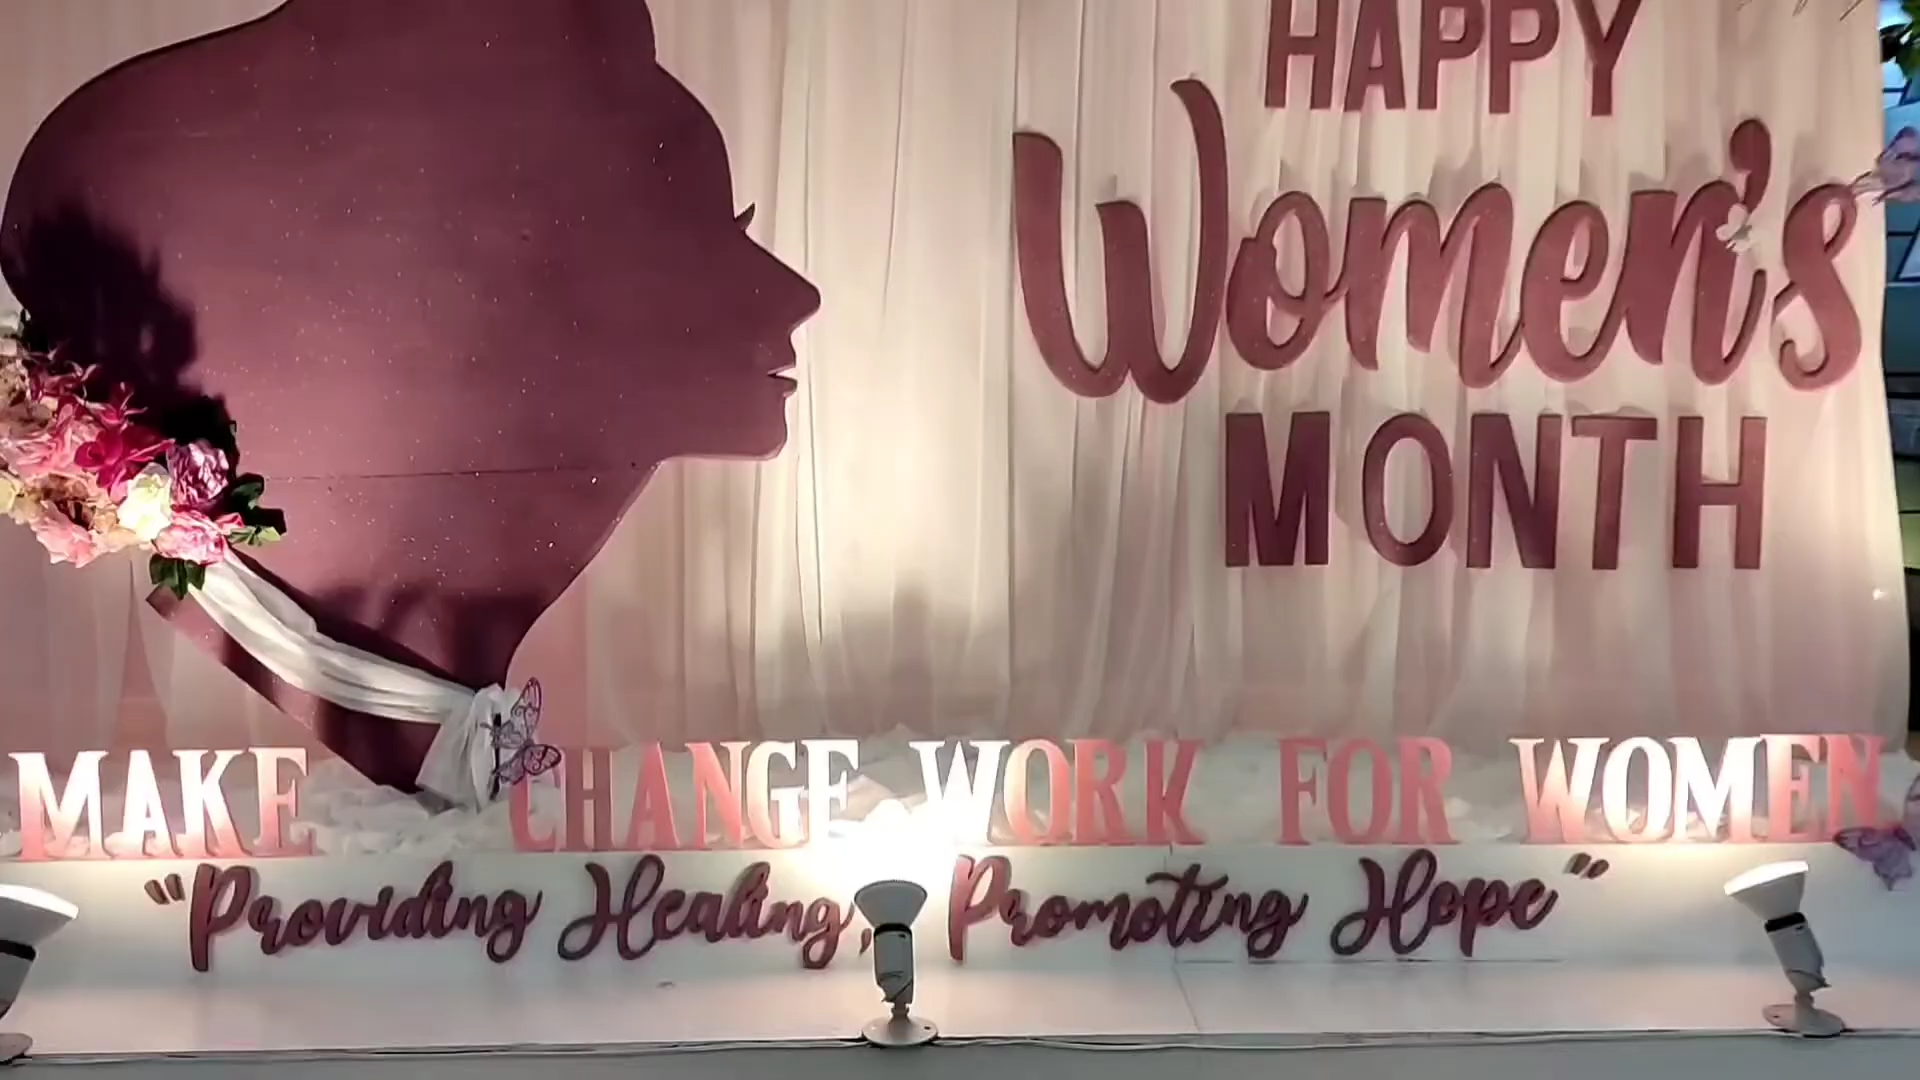 HAPPY
Women's
MONTH
MAKE CHANGE WORK FOR WOMEN
"Providing Healing, Promoting Hope"